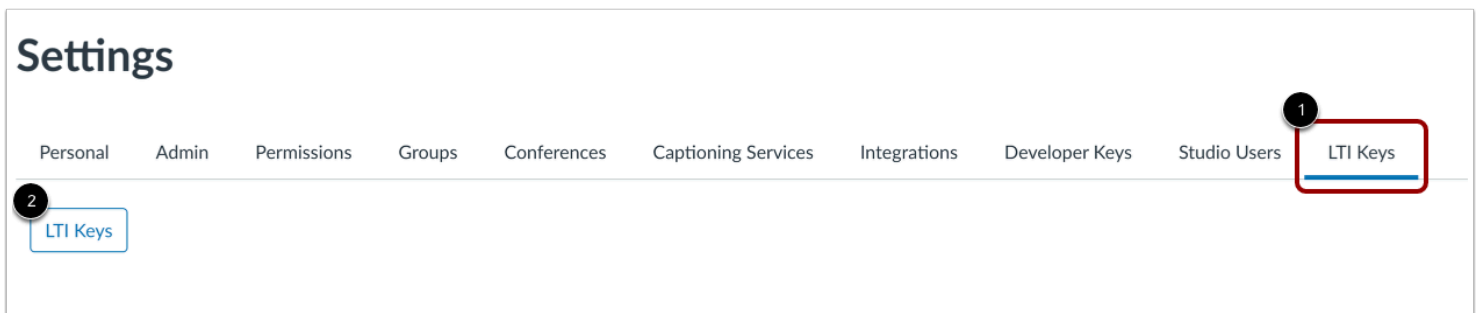 Settings
1
Personal Admin Permissions Groups Conferences Captioning Services Integrations Developer Keys Studio Users LTI Keys
2
LTI Keys